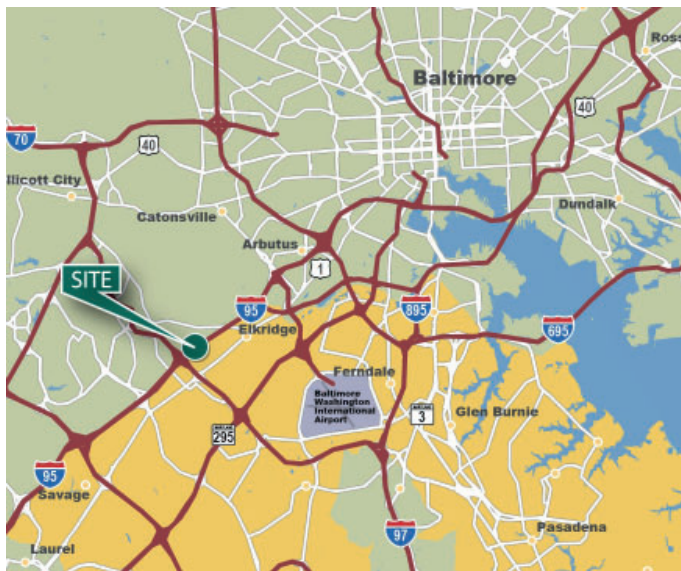 Ross
Baltimore
70
40
40
llicott City
Catonsville
Dundalk
Arbutus
1
SITE
95
895
695
Elkridge
Ferndale
Baltimore
Washington
International
Airport
3
Glen Burnie
295
95
Savage
97
Pasadena
Laurel